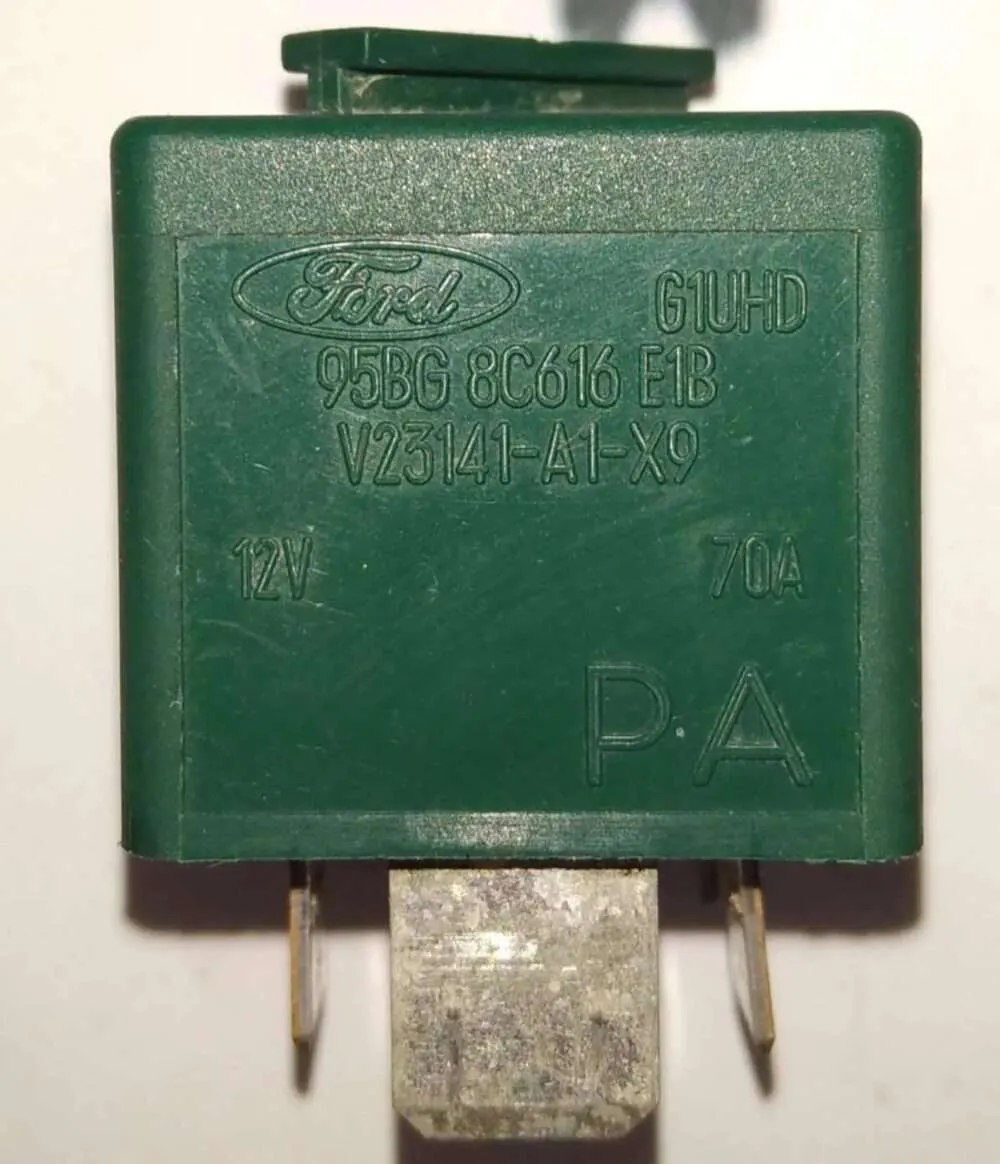 Ford G1UHD
95BG 8C616 E1B
V23141-A1-X9
12V 70A
PA